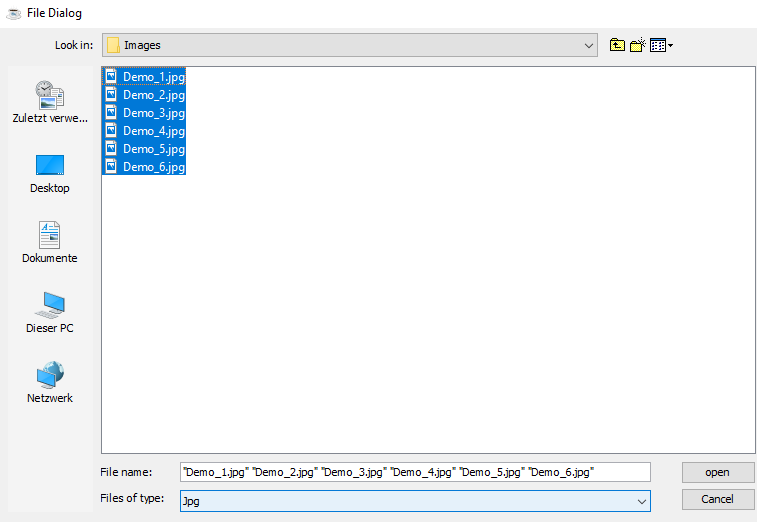 File Dialog
Look in:
Images
Zuletzt verwe...
Desktop
Dokumente
Dieser PC
Netzwerk
Demo_1.jpg
Demo_2.jpg
Demo_3.jpg
Demo_4.jpg
Demo_5.jpg
Demo_6.jpg
File name:
"Demo_1.jpg" "Demo_2.jpg" "Demo_3.jpg" "Demo_4.jpg" "Demo_5.jpg" "Demo_6.jpg"
open
Files of type:
Jpg
Cancel